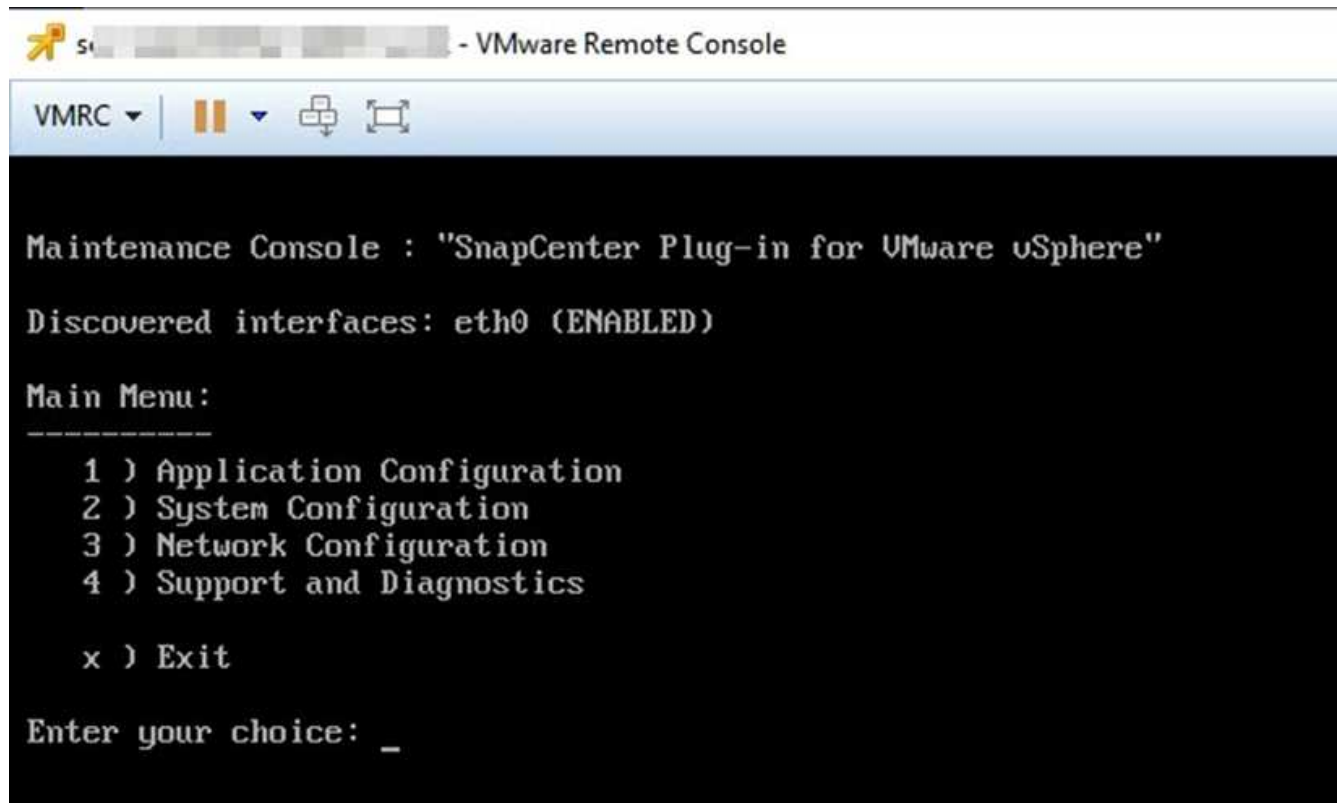 - VMware Remote Console
VMRC
Maintenance Console : "SnapCenter Plug-in for VMware vSphere"
Discovered interfaces: eth0 (ENABLED)
Main Menu:
----------
1 ) Application Configuration
2 ) System Configuration
3 ) Network Configuration
4 ) Support and Diagnostics
x ) Exit
Enter your choice: _